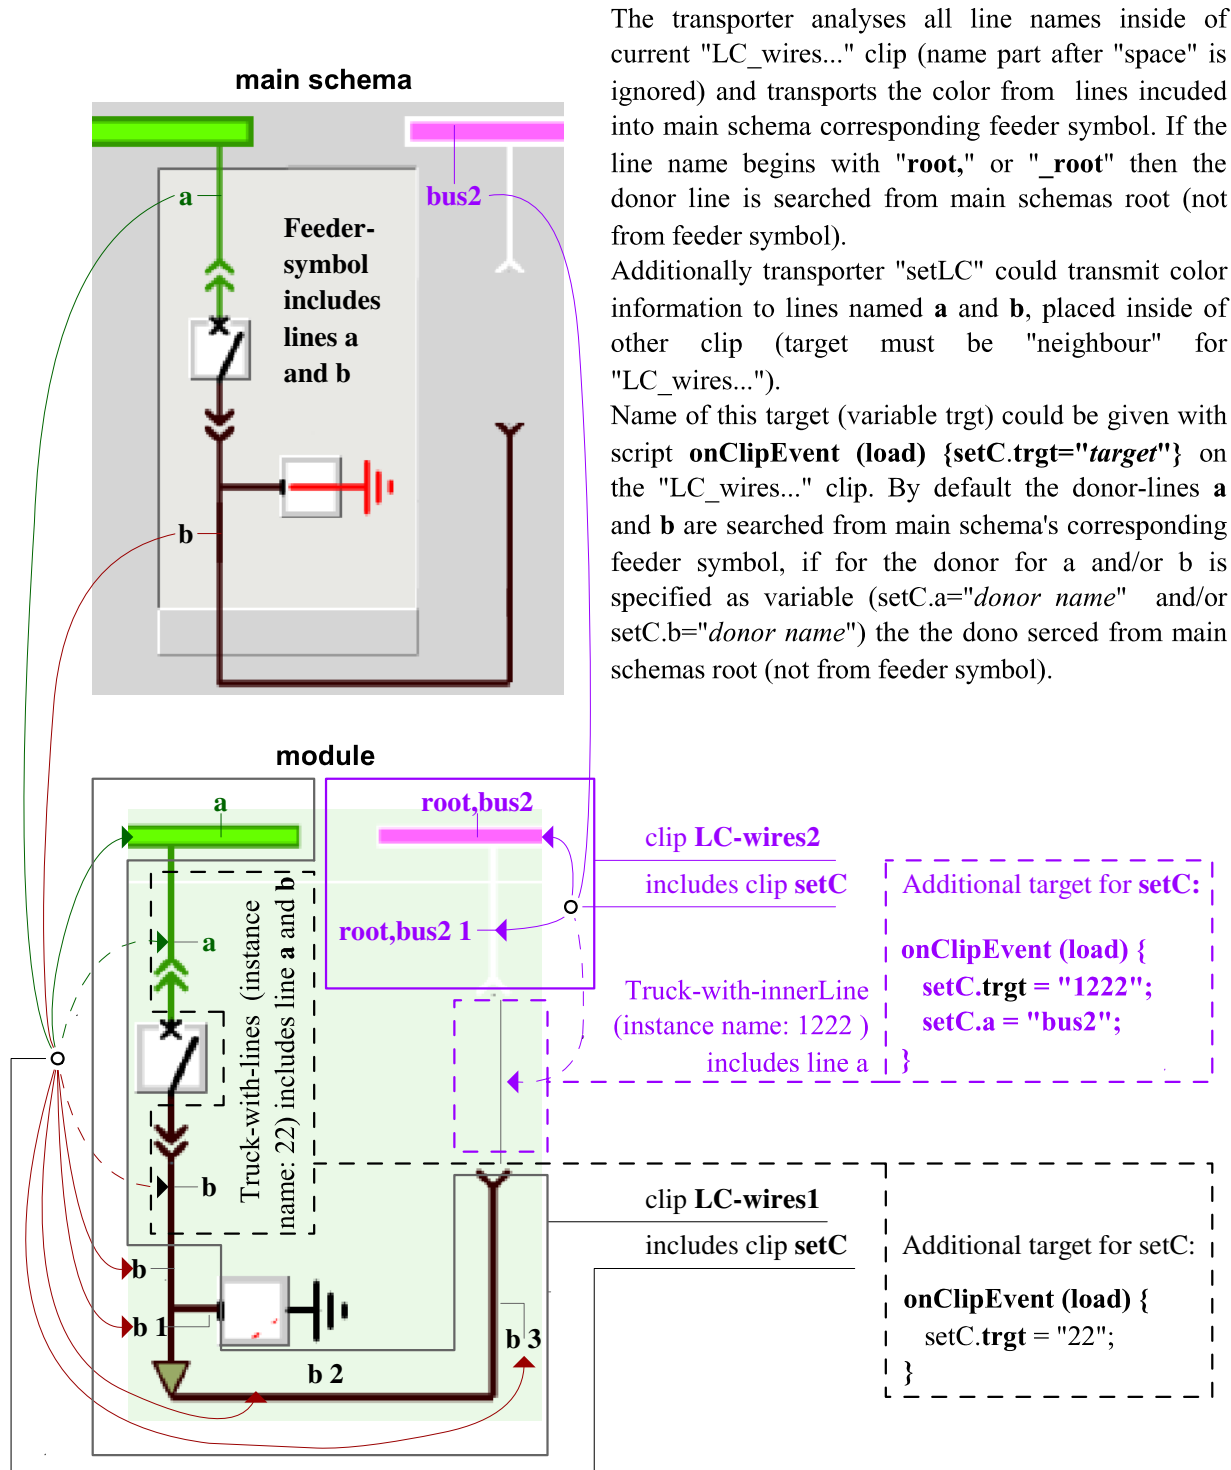 The transporter analyses all line names inside of
current "LC_wires..." clip (name part after "space" is
ignored) and transports the color from lines incuded
into main schema corresponding feeder symbol. If the
line name begins with "root," or "_root" then the
donor line is searched from main schemas root (not
from feeder symbol).
Additionally transporter "setLC" could transmit color
information to lines named a and b, placed inside of
other clip (target must be "neighbour" for
"LC_wires...").
Name of this target (variable trgt) could be given with
script onClipEvent (load) {setC.trgt="target"} on
the "LC_wires..." clip. By default the donor-lines a
and b are searched from main schema's corresponding
feeder symbol, if for the donor for a and/or b is
specified as variable (setC.a="donor name" and/or
setC.b="donor name") the the dono serced from main
schemas root (not from feeder symbol).
main schema
a
bus2
Feeder-
symbol
includes
lines a
and b
b
module
a
root,bus2
a
root,bus2 1
Truck-with-lines (instance
name: 22) includes line a and b
b
b
b 1
b 2
b 3
clip LC-wires2
includes clip setC
Truck-with-innerLine
(instance name: 1222 )
includes line a
Additional target for setC:
onClipEvent (load) {
setC.trgt = "1222";
setC.a = "bus2";
}
clip LC-wires1
includes clip setC
Additional target for setC:
onClipEvent (load) {
setC.trgt = "22";
}